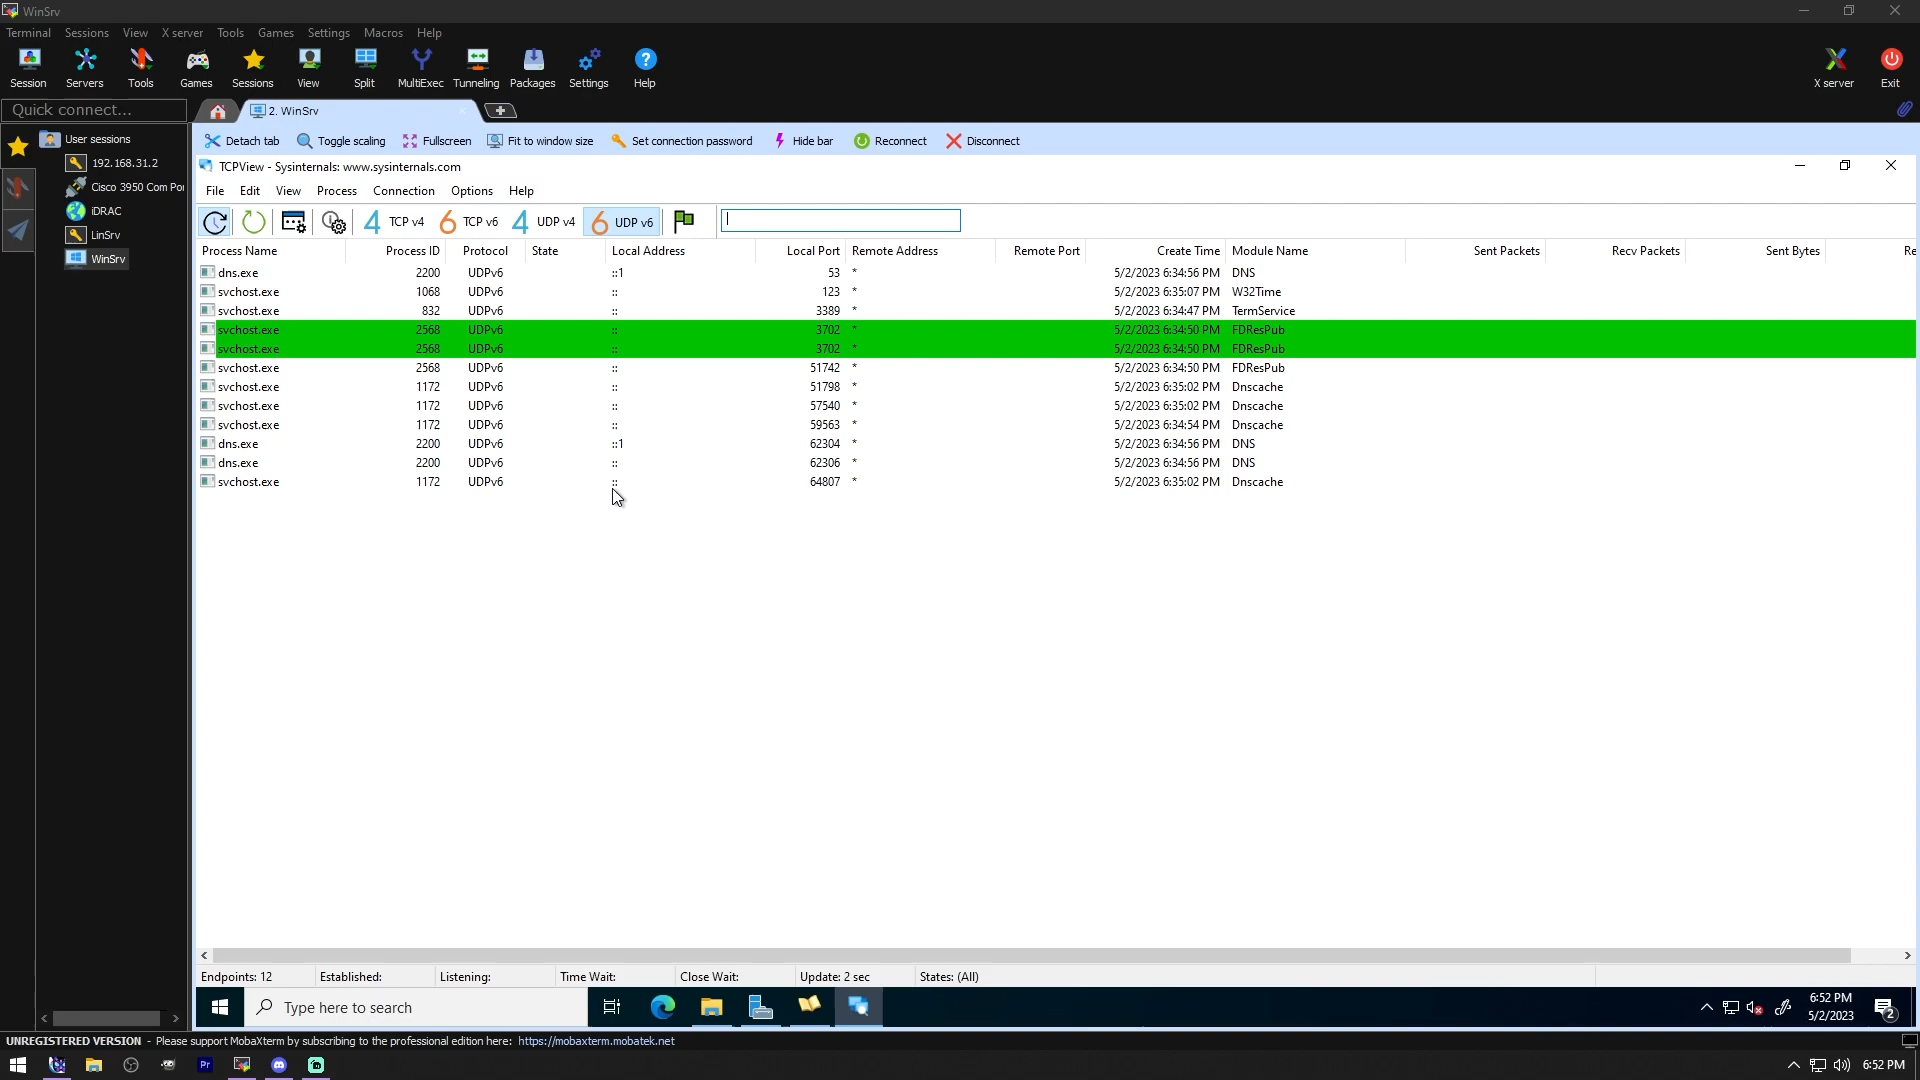 WinSrv
Terminal Sessions View X server Tools Games Settings Macros Help
Session Servers Tools Games Sessions View Split MultiExec Tunneling Packages Settings Help X server Exit
Quick connect... 2. WinSrv
User sessions
192.168.31.2
Cisco 3950 Com Por
iDRAC
LinSrv
WinSrv
Detach tab Toggle scaling Fullscreen Fit to window size Set connection password Hide bar Reconnect Disconnect
TCPView - Sysinternals: www.sysinternals.com
File Edit View Process Connection Options Help
4 TCP v4 6 TCP v6 4 UDP v4 6 UDP v6
Process Name Process ID Protocol State Local Address Local Port Remote Address Remote Port Create Time Module Name Sent Packets Recv Packets Sent Bytes Re
dns.exe 2200 UDPv6 ::1 53 * 5/2/2023 6:34:56 PM DNS
svchost.exe 1068 UDPv6 :: 123 * 5/2/2023 6:35:07 PM W32Time
svchost.exe 832 UDPv6 :: 3389 * 5/2/2023 6:34:47 PM TermService
svchost.exe 2568 UDPv6 :: 3702 * 5/2/2023 6:34:50 PM FDResPub
svchost.exe 2568 UDPv6 :: 3702 * 5/2/2023 6:34:50 PM FDResPub
svchost.exe 2568 UDPv6 :: 51742 * 5/2/2023 6:34:50 PM FDResPub
svchost.exe 1172 UDPv6 :: 51798 * 5/2/2023 6:35:02 PM Dnscache
svchost.exe 1172 UDPv6 :: 57540 * 5/2/2023 6:35:02 PM Dnscache
svchost.exe 1172 UDPv6 :: 59563 * 5/2/2023 6:34:54 PM Dnscache
dns.exe 2200 UDPv6 ::1 62304 * 5/2/2023 6:34:56 PM DNS
dns.exe 2200 UDPv6 :: 62306 * 5/2/2023 6:34:56 PM DNS
svchost.exe 1172 UDPv6 :: 64807 * 5/2/2023 6:35:02 PM Dnscache
Endpoints: 12 Established: Listening: Time Wait: Close Wait: Update: 2 sec States: (All)
Type here to search
6:52 PM
5/2/2023
2
UNREGISTERED VERSION - Please support MobaXterm by subscribing to the professional edition here: https://mobaxterm.mobatek.net
Pr
6:52 PM